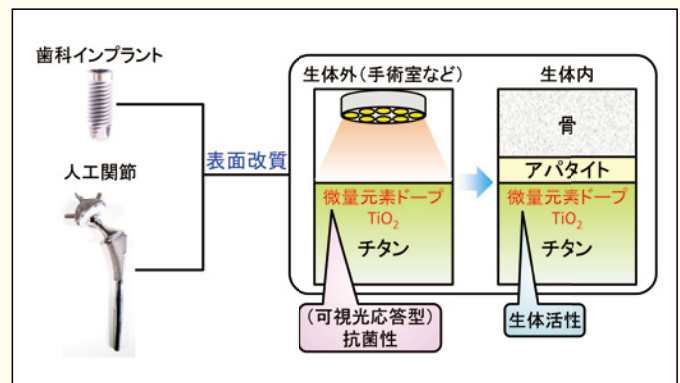 歯科インプラント
人工関節
表面改質
生体外（手術室など）
微量元素ドープ
TiO₂
チタン
（可視光応答型）
抗菌性
生体内
骨
アパタイト
微量元素ドープ
TiO₂
チタン
生体活性